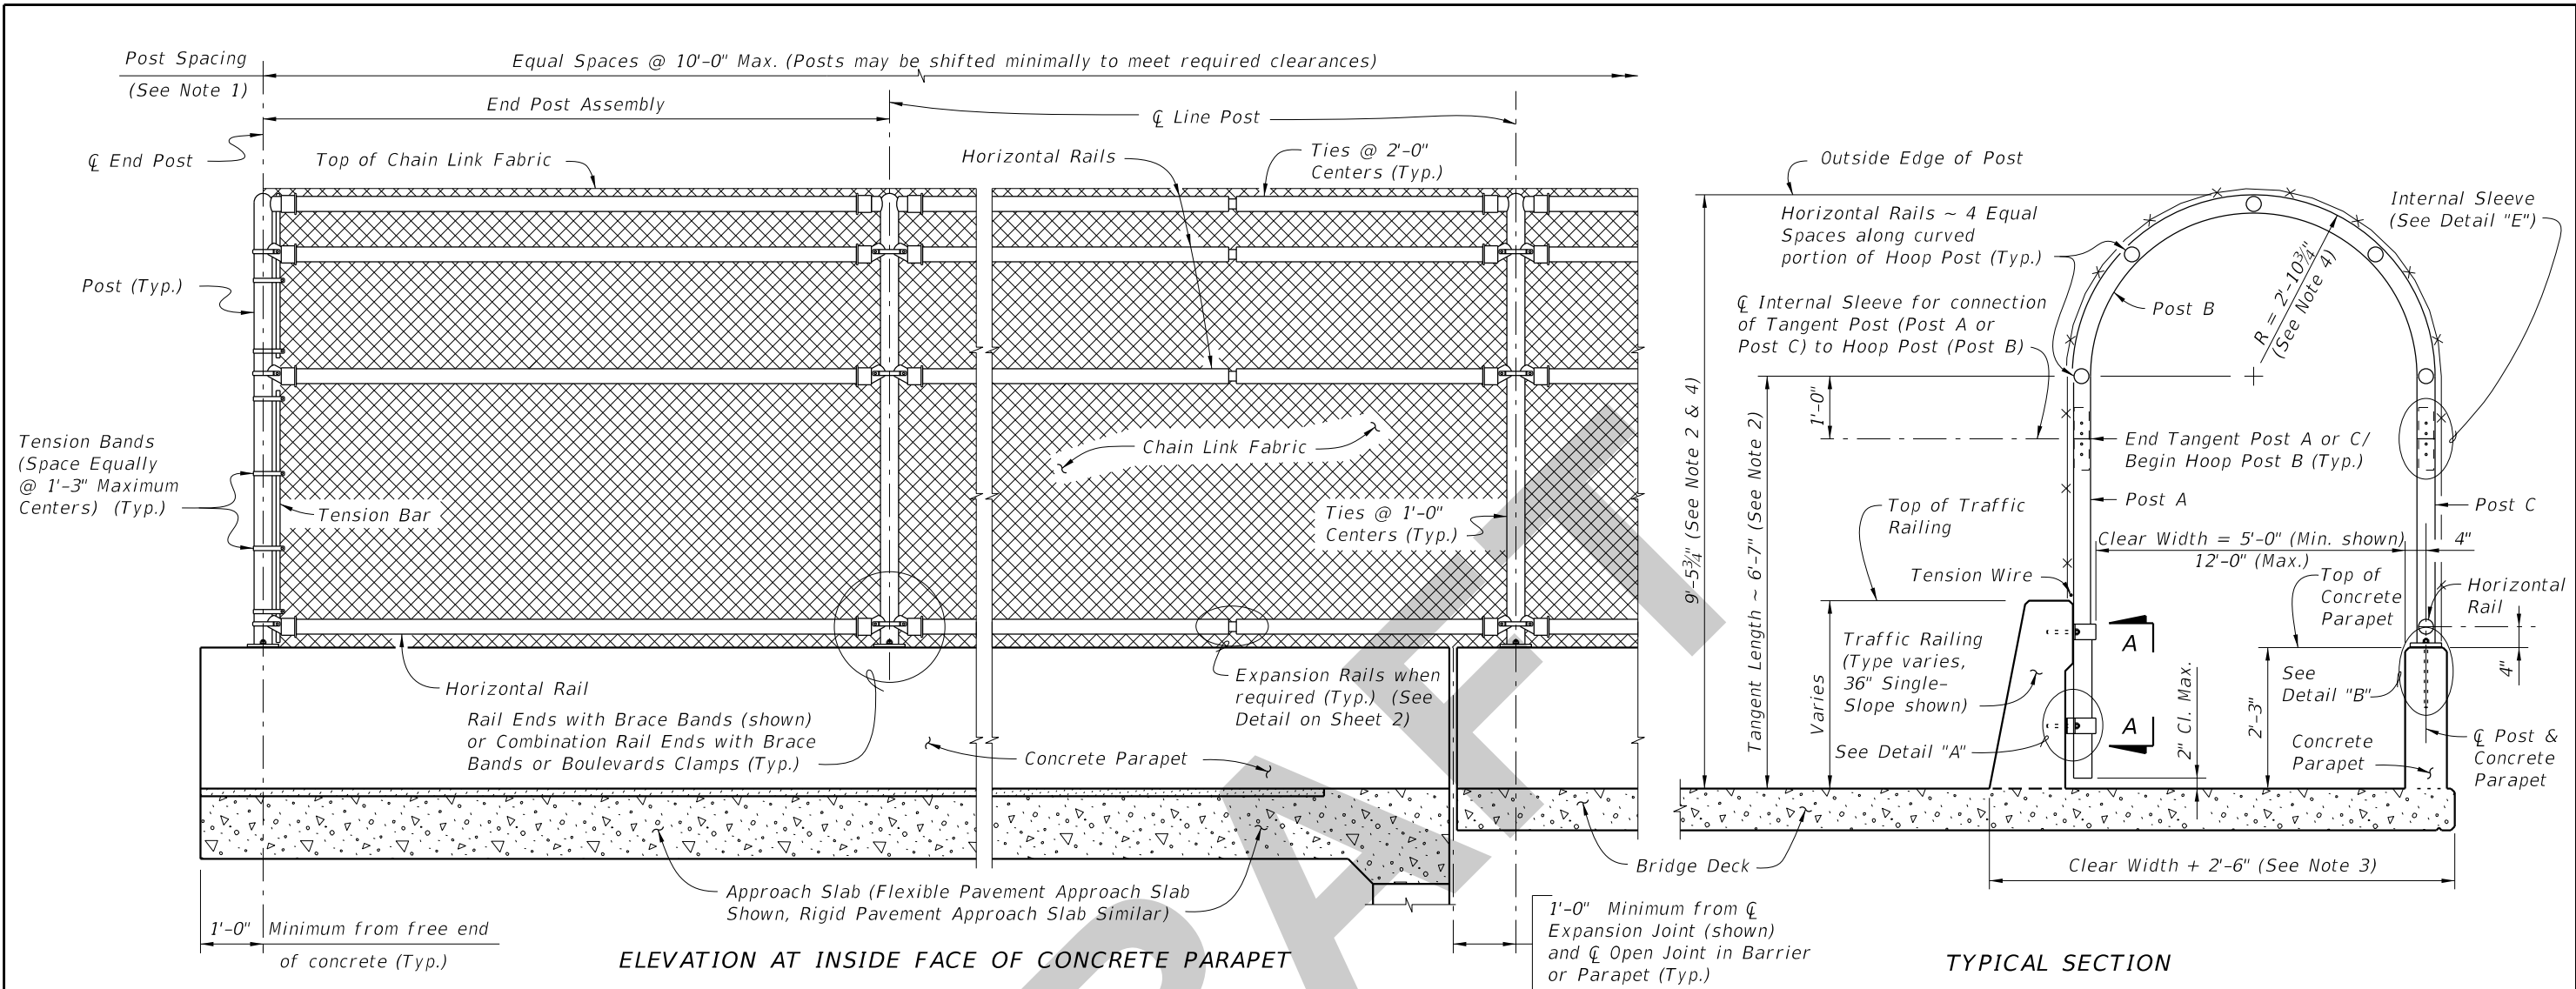 Post Spacing
(See Note 1)
Equal Spaces @ 10'-0" Max. (Posts may be shifted minimally to meet required clearances)
End Post Assembly
℄ Line Post
℄ End Post
Top of Chain Link Fabric
Horizontal Rails
Ties @ 2'-0"
Centers (Typ.)
Post (Typ.)
Tension Bands
(Space Equally
@ 1'-3" Maximum
Centers) (Typ.)
Tension Bar
Chain Link Fabric
Ties @ 1'-0"
Centers (Typ.)
Horizontal Rail
Rail Ends with Brace Bands (shown)
or Combination Rail Ends with Brace
Bands or Boulevards Clamps (Typ.)
Expansion Rails when
required (Typ.) (See
Detail on Sheet 2)
Concrete Parapet
Approach Slab (Flexible Pavement Approach Slab
Shown, Rigid Pavement Approach Slab Similar)
Bridge Deck
1'-0" Minimum from free end
of concrete (Typ.)
1'-0" Minimum from ℄
Expansion Joint (shown)
and ℄ Open Joint in Barrier
or Parapet (Typ.)
ELEVATION AT INSIDE FACE OF CONCRETE PARAPET
Outside Edge of Post
Horizontal Rails ~ 4 Equal
Spaces along curved
portion of Hoop Post (Typ.)
Internal Sleeve
(See Detail "E")
℄ Internal Sleeve for connection
of Tangent Post (Post A or
Post C) to Hoop Post (Post B)
Post B
R = 2'-10¾"
(See Note 4)
9'-5¾" (See Note 2 & 4)
Tangent Length ~ 6'-7" (See Note 2)
1'-0"
End Tangent Post A or C/
Begin Hoop Post B (Typ.)
Post A
Post C
Top of Traffic
Railing
Clear Width = 5'-0" (Min. shown)
12'-0" (Max.)
4"
Tension Wire
Top of
Concrete
Parapet
Horizontal
Rail
Varies
Traffic Railing
(Type varies,
36" Single-
Slope shown)
A
A
2" Cl. Max.
2'-3"
4"
See
Detail "B"
See Detail "A"
Concrete
Parapet
℄ Post &
Concrete
Parapet
Clear Width + 2'-6" (See Note 3)
TYPICAL SECTION
RAFT